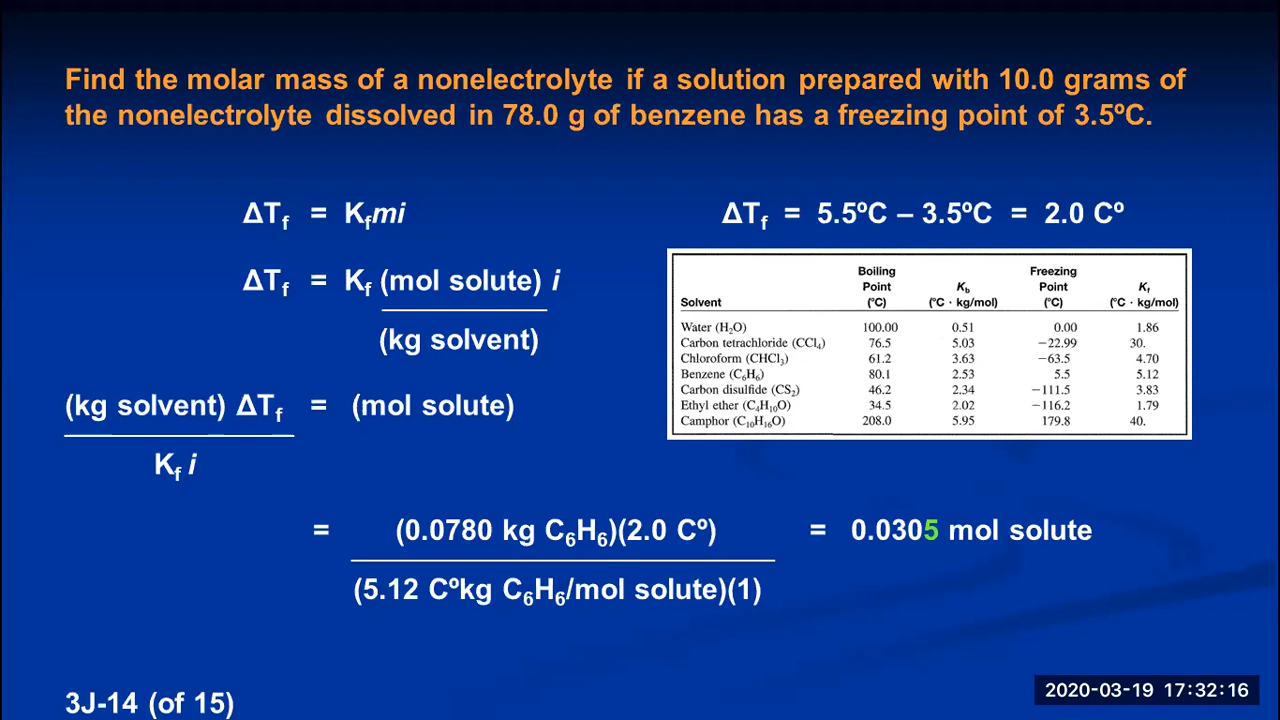 Find the molar mass of a nonelectrolyte if a solution prepared with 10.0 grams of
the nonelectrolyte dissolved in 78.0 g of benzene has a freezing point of 3.5ºC.
ΔTf = Kfmi
ΔTf = 5.5ºC – 3.5ºC = 2.0 Cº
ΔTf = Kf (mol solute) i
(kg solvent)
Boiling Freezing
Point Kb Point Kf
Solvent (°C) (°C · kg/mol) (°C) (°C · kg/mol)
Water (H2O) 100.00 0.51 0.00 1.86
Carbon tetrachloride (CCl4) 76.5 5.03 −22.99 30.
Chloroform (CHCl3) 61.2 3.63 −63.5 4.70
Benzene (C6H6) 80.1 2.53 5.5 5.12
Carbon disulfide (CS2) 46.2 2.34 −111.5 3.83
Ethyl ether (C4H10O) 34.5 2.02 −116.2 1.79
Camphor (C10H16O) 208.0 5.95 179.8 40.
(kg solvent) ΔTf = (mol solute)
Kf i
= (0.0780 kg C6H6)(2.0 Cº) = 0.0305 mol solute
(5.12 Cºkg C6H6/mol solute)(1)
3J-14 (of 15)
2020-03-19 17:32:16